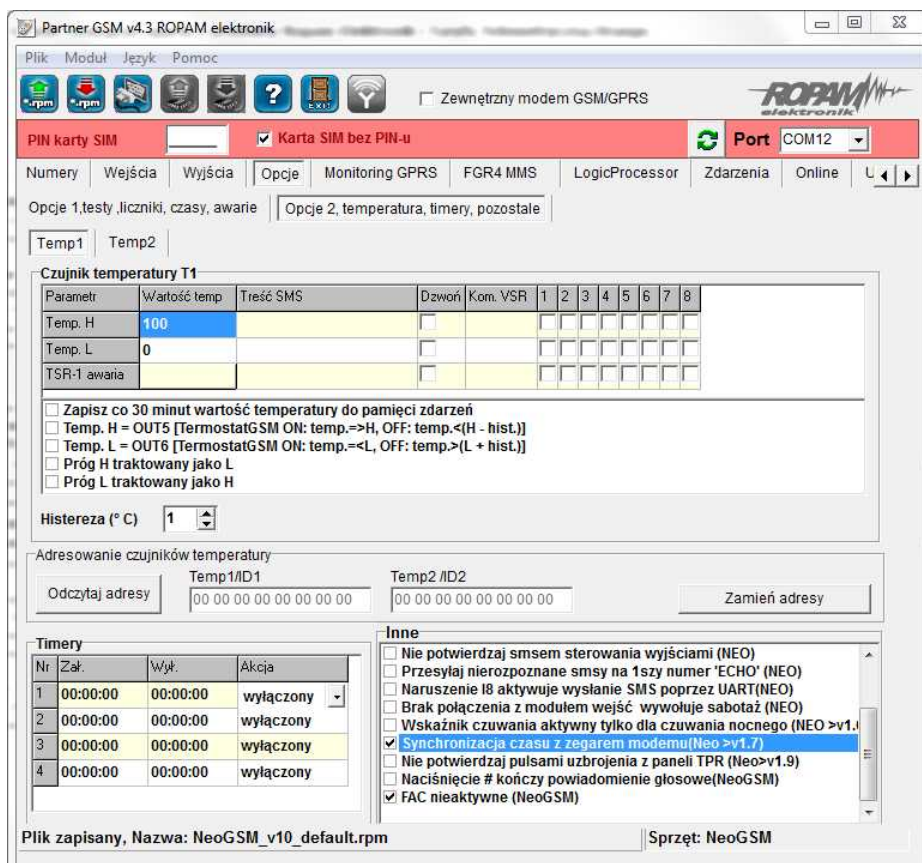 Partner GSM v4.3 ROPAM elektronik
Plik Moduł Język Pomoc
*.rpm *.rpm ? EXIT Zewnętrzny modem GSM/GPRS ROPAM elektronik
PIN karty SIM Karta SIM bez PIN-u Port COM12
Numery Wejścia Wyjścia Opcje Monitoring GPRS FGR4 MMS LogicProcessor Zdarzenia Online U
Opcje 1,testy ,liczniki, czasy, awarie Opcje 2, temperatura, timery, pozostałe
Temp1 Temp2
Czujnik temperatury T1
Parametr Wartość temp Treść SMS Dzwoń Kom. VSR 1 2 3 4 5 6 7 8
Temp. H 100
Temp. L 0
TSR-1 awaria
Zapisz co 30 minut wartość temperatury do pamięci zdarzeń
Temp. H = OUT5 [TermostatGSM ON: temp.=>H, OFF: temp.<(H - hist.)]
Temp. L = OUT6 [TermostatGSM ON: temp.=<L, OFF: temp.>(L + hist.)]
Próg H traktowany jako L
Próg L traktowany jako H
Histereza (° C) 1
Adresowanie czujników temperatury
Temp1/ID1 Temp2 /ID2
Odczytaj adresy 00 00 00 00 00 00 00 00 00 00 00 00 00 00 00 00 Zamień adresy
Timery
Nr Zał. Wył. Akcja
1 00:00:00 00:00:00 wyłączony
2 00:00:00 00:00:00 wyłączony
3 00:00:00 00:00:00 wyłączony
4 00:00:00 00:00:00 wyłączony
Inne
Nie potwierdzaj smsem sterowania wyjściami (NEO)
Przesyłaj nierozpoznane smsy na 1szy numer 'ECHO' (NEO)
Naruszenie I8 aktywuje wysłanie SMS poprzez UART(NEO)
Brak połączenia z modułem wejść wywołuje sabotaż (NEO)
Wskaźnik czuwania aktywny tylko dla czuwania nocnego (NEO >v1.
Synchronizacja czasu z zegarem modemu(Neo >v1.7)
Nie potwierdzaj pulsami uzbrojenia z paneli TPR (Neo>v1.9)
Naciśnięcie # kończy powiadomienie głosowe(NeoGSM)
FAC nieaktywne (NeoGSM)
Plik zapisany, Nazwa: NeoGSM_v10_default.rpm Sprzęt: NeoGSM